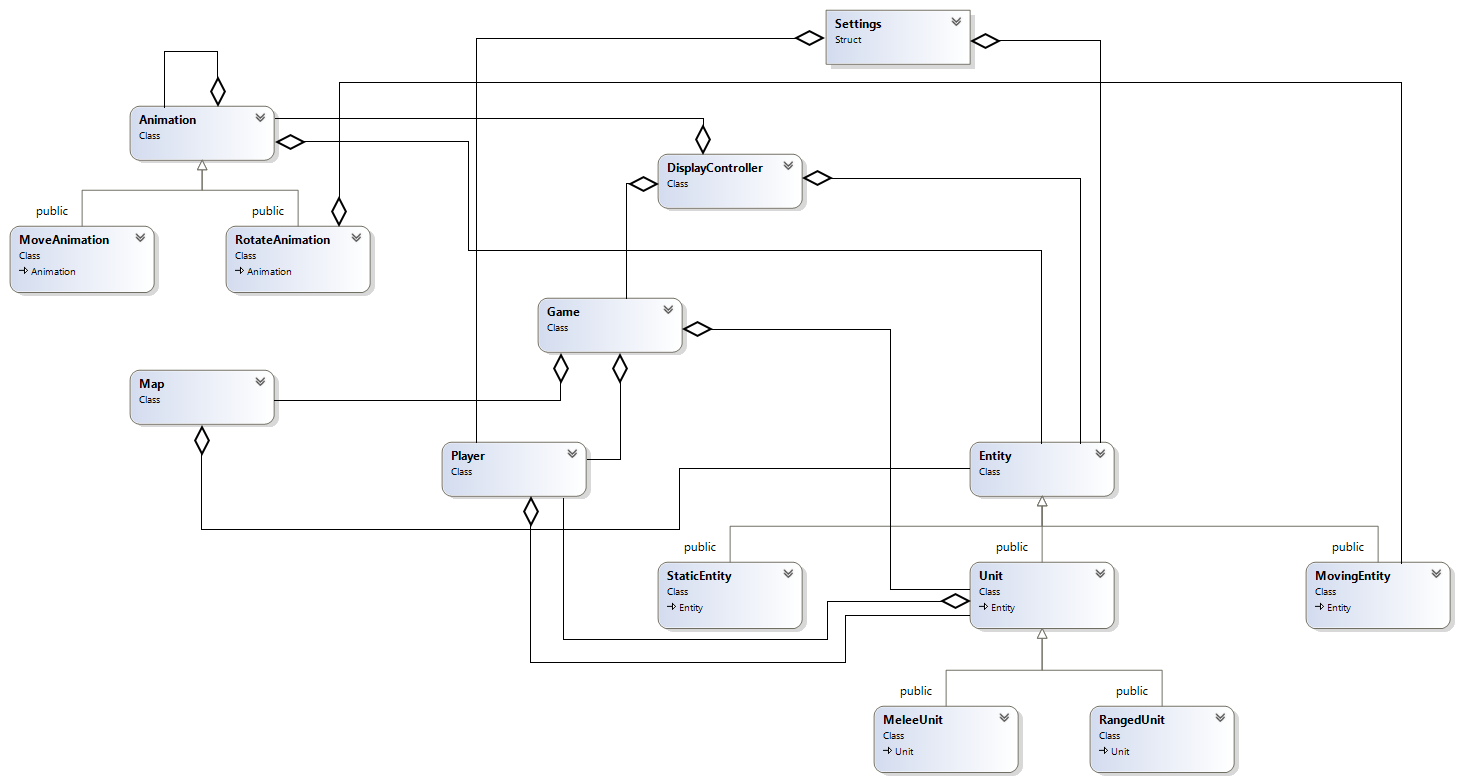 Settings
Struct
Animation
Class
DisplayController
Class
public
public
MoveAnimation
Class
Animation
RotateAnimation
Class
Animation
Game
Class
Map
Class
Player
Class
Entity
Class
public
public
public
StaticEntity
Class
Entity
Unit
Class
Entity
MovingEntity
Class
Entity
public
public
MeleeUnit
Class
Unit
RangedUnit
Class
Unit